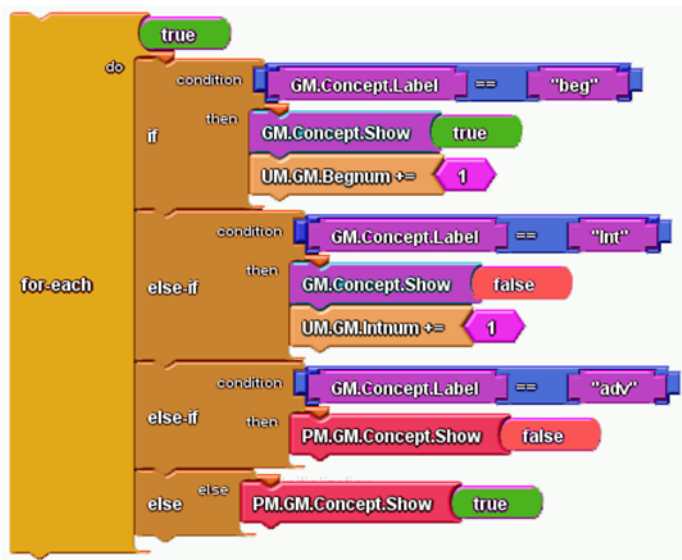 true
do
condition GM.Concept.Label == "beg"
if then GM.Concept.Show true
UM.GM.Begnum += 1
condition GM.Concept.Label == "Int"
for-each else-if then GM.Concept.Show false
UM.GM.Intnum += 1
condition GM.Concept.Label == "adv"
else-if then PM.GM.Concept.Show false
else else PM.GM.Concept.Show true